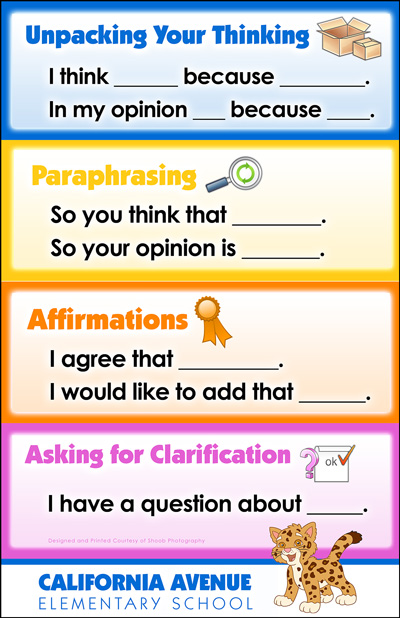 Unpacking Your Thinking
I think ______ because ________.
In my opinion ___ because ____.
Paraphrasing
So you think that ________.
So your opinion is _______.
Affirmations
I agree that _________.
I would like to add that ______.
Asking for Clarification
? ok
I have a question about _____.
Designed and Printed Courtesy of Staab Photography
CALIFORNIA AVENUE
ELEMENTARY SCHOOL